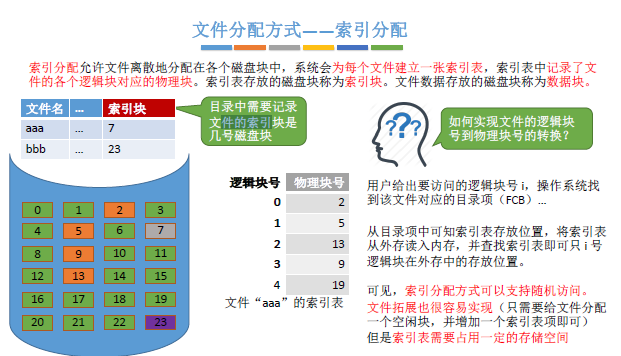 文件分配方式——索引分配
索引分配允许文件离散地分配在各个磁盘块中，系统会为每个文件建立一张索引表，索引表中记录了文
件的各个逻辑块对应的物理块。索引表存放的磁盘块称为索引块。文件数据存放的磁盘块称为数据块。
文件名 ... 索引块
aaa ... 7
bbb ... 23
目录中需要记录
文件的索引块是
几号磁盘块
如何实现文件的逻辑块
号到物理块号的转换？
0 1 2 3
4 5 6 7
8 9 10 11
12 13 14 15
16 17 18 19
20 21 22 23
逻辑块号 物理块号
0 2
1 5
2 13
3 9
4 19
文件“aaa”的索引表
用户给出要访问的逻辑块号 i，操作系统找
到该文件对应的目录项（FCB）...
从目录项中可知索引表存放位置，将索引表
从外存读入内存，并查找索引表即可只 i 号
逻辑块在外存中的存放位置。
可见，索引分配方式可以支持随机访问。
文件拓展也很容易实现（只需要给文件分配
一个空闲块，并增加一个索引表项即可）
但是索引表需要占用一定的存储空间